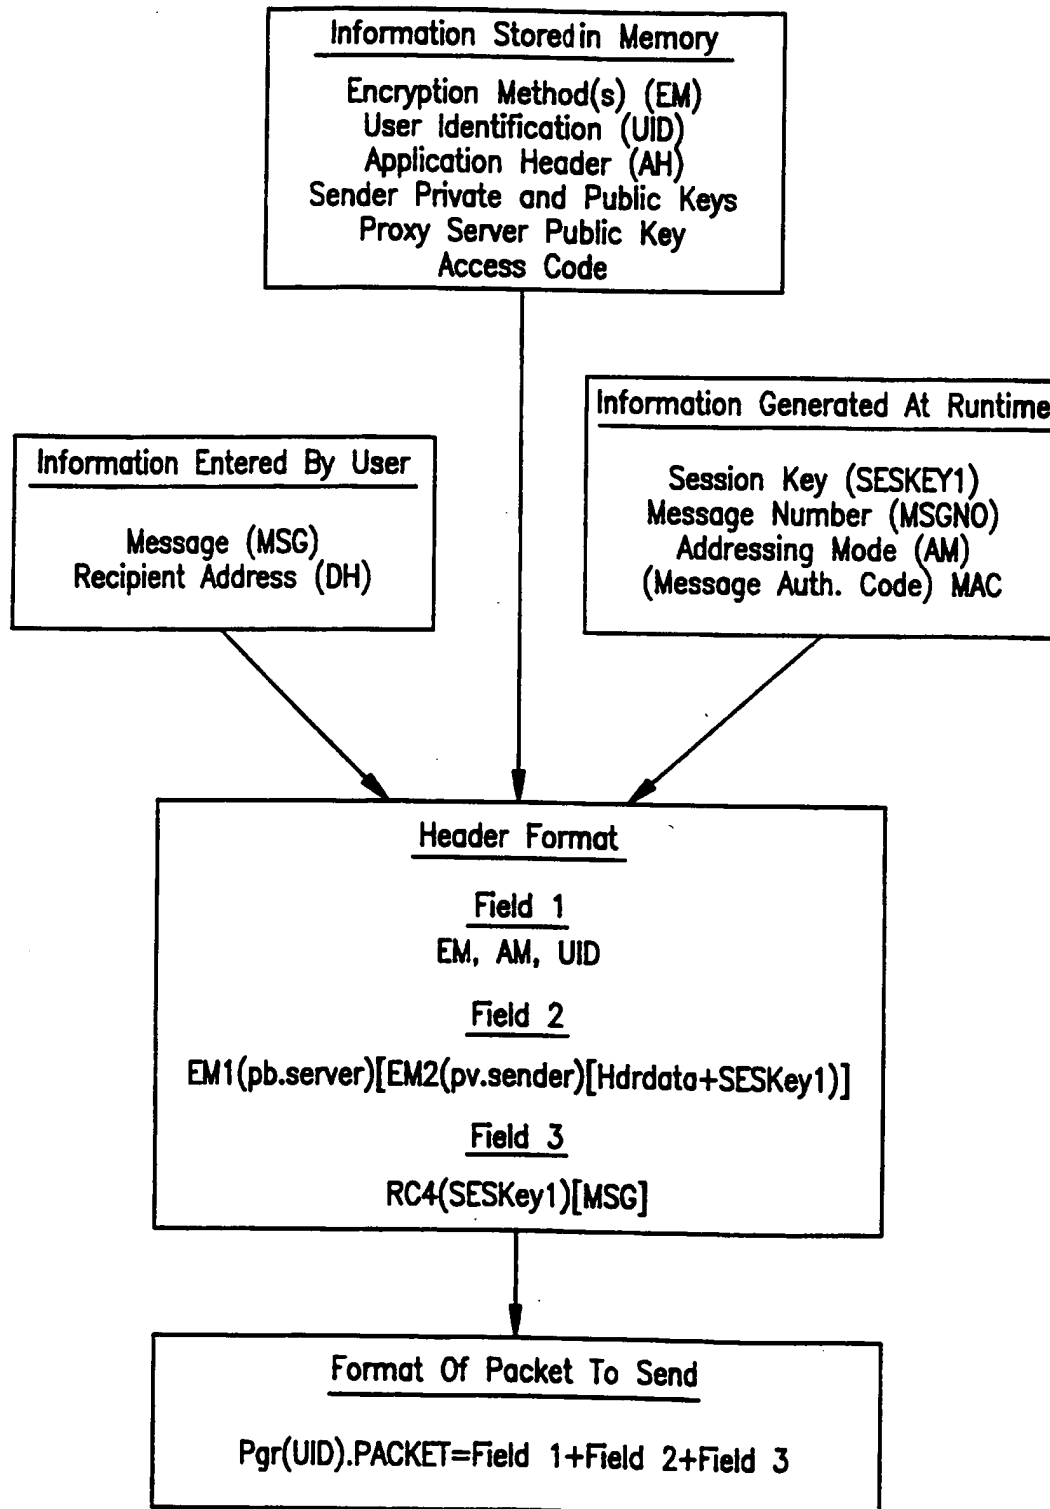 Information Stored in Memory
Encryption Method(s) (EM)
User Identification (UID)
Application Header (AH)
Sender Private and Public Keys
Proxy Server Public Key
Access Code
Information Entered By User
Message (MSG)
Recipient Address (DH)
Information Generated At Runtime
Session Key (SESKEY1)
Message Number (MSGNO)
Addressing Mode (AM)
(Message Auth. Code) MAC
Header Format
Field 1
EM, AM, UID
Field 2
EM1(pb.server)[EM2(pv.sender)[Hdrdata+SESKey1)]
Field 3
RC4(SESKey1)[MSG]
Format Of Packet To Send
Pgr(UID).PACKET=Field 1+Field 2+Field 3